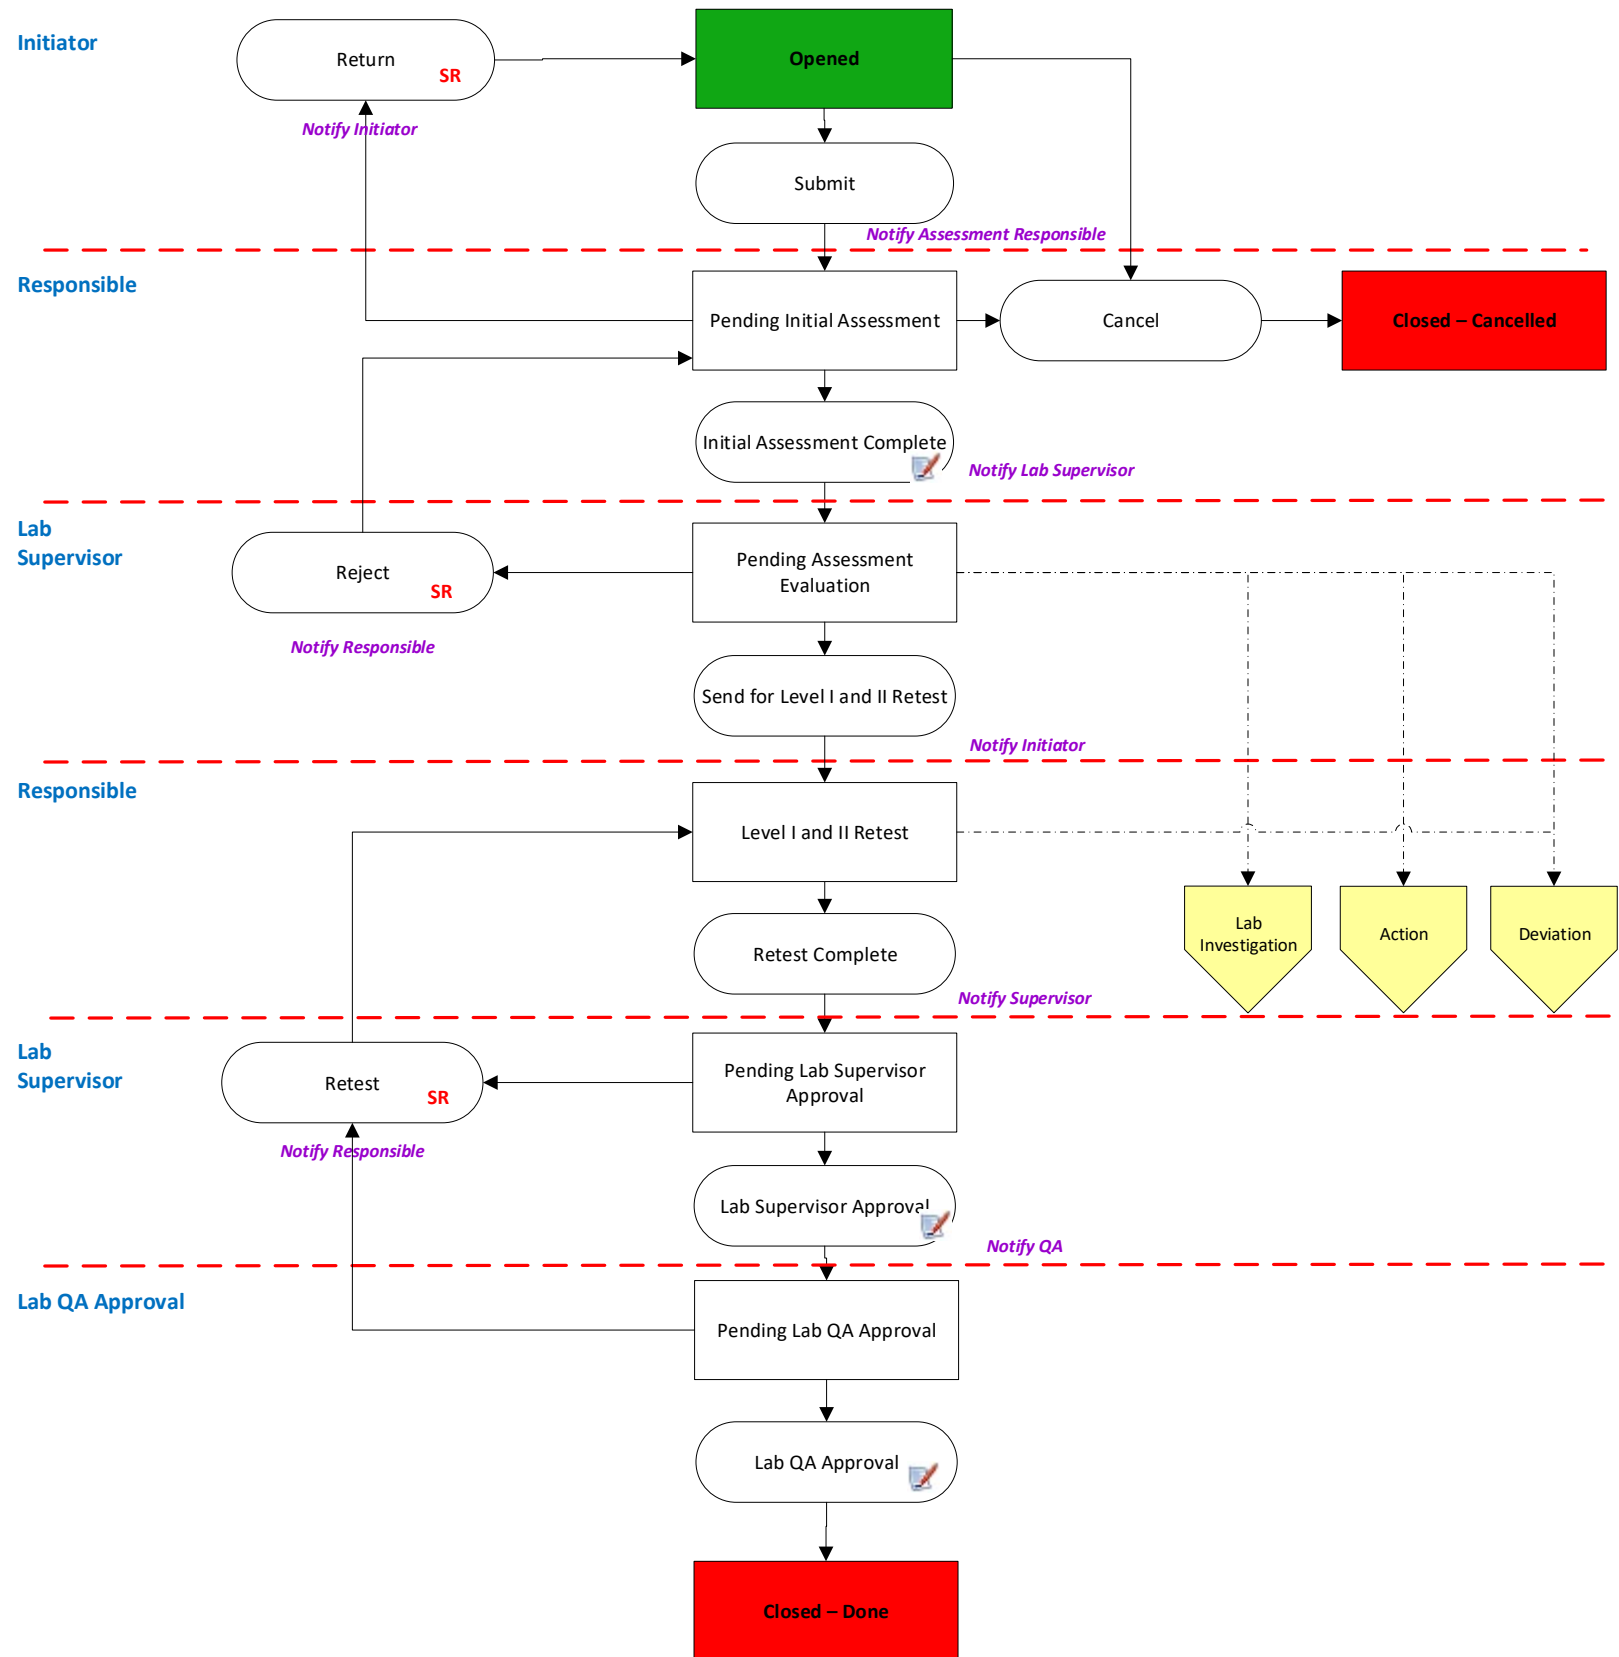 Initiator
Return
SR
Opened
Notify Initiator
Submit
Notify Assessment Responsible
Responsible
Pending Initial Assessment
Cancel
Closed – Cancelled
Initial Assessment Complete
Notify Lab Supervisor
Lab
Supervisor
Reject
SR
Pending Assessment
Evaluation
Notify Responsible
Send for Level I and II Retest
Notify Initiator
Responsible
Level I and II Retest
Lab
Investigation
Action
Deviation
Retest Complete
Notify Supervisor
Lab
Supervisor
Retest
SR
Pending Lab Supervisor
Approval
Notify Responsible
Lab Supervisor Approval
Notify QA
Lab QA Approval
Pending Lab QA Approval
Lab QA Approval
Closed – Done